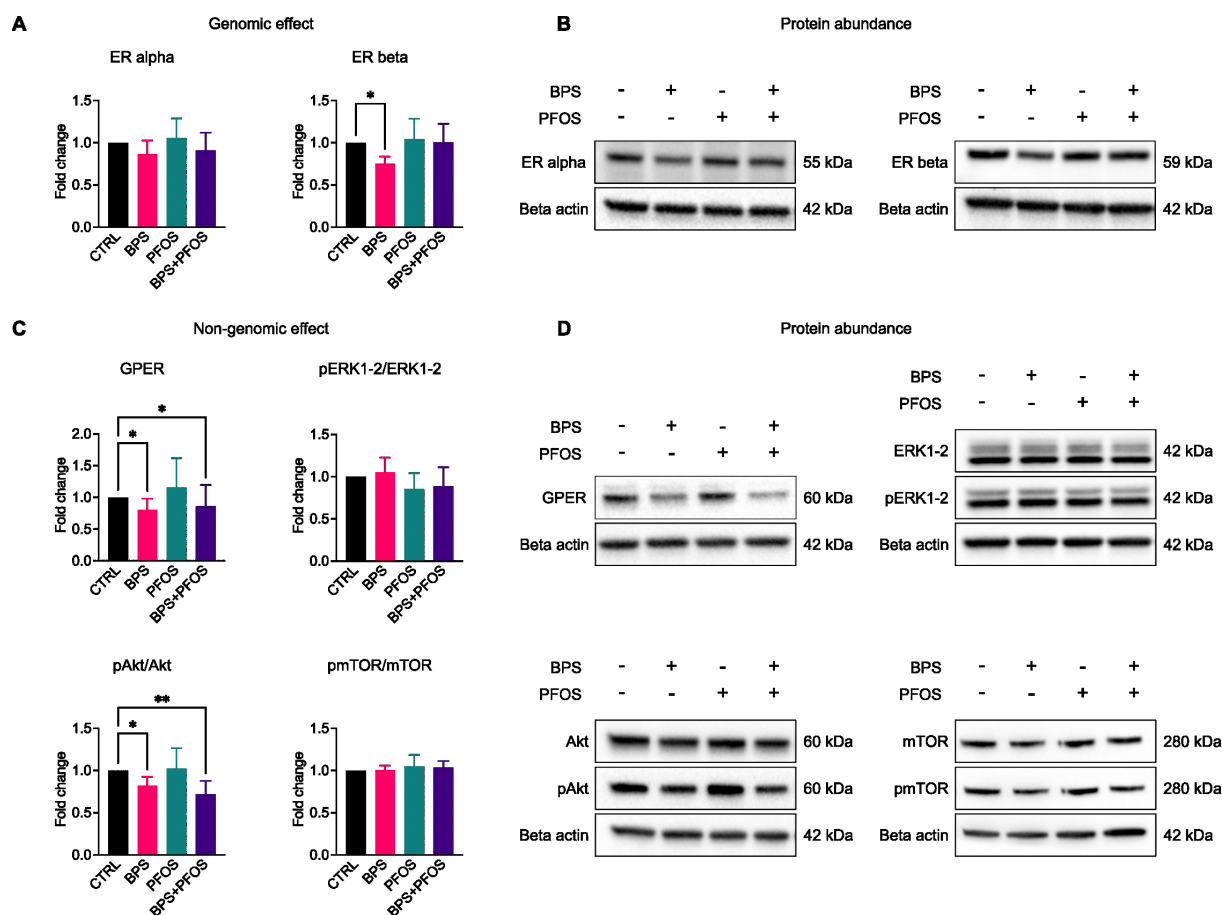 A Genomic effect
ER alpha
1.5
1.0
0.5
0.0
Fold change
CTRL
BPS
PFOS
BPS+PFOS
ER beta
*
1.5
1.0
0.5
0.0
Fold change
CTRL
BPS
PFOS
BPS+PFOS
B Protein abundance
BPS - + - +
PFOS - - + +
ER alpha 55 kDa
Beta actin 42 kDa
BPS - + - +
PFOS - - + +
ER beta 59 kDa
Beta actin 42 kDa
C Non-genomic effect
GPER
*
*
2.0
1.5
1.0
0.5
0.0
Fold change
CTRL
BPS
PFOS
BPS+PFOS
pERK1-2/ERK1-2
1.5
1.0
0.5
0.0
Fold change
CTRL
BPS
PFOS
BPS+PFOS
pAkt/Akt
**
*
1.5
1.0
0.5
0.0
Fold change
CTRL
BPS
PFOS
BPS+PFOS
pmTOR/mTOR
1.5
1.0
0.5
0.0
Fold change
CTRL
BPS
PFOS
BPS+PFOS
D Protein abundance
BPS - + - +
PFOS - - + +
GPER 60 kDa
Beta actin 42 kDa
BPS - + - +
PFOS - - + +
ERK1-2 42 kDa
pERK1-2 42 kDa
Beta actin 42 kDa
BPS - + - +
PFOS - - + +
Akt 60 kDa
pAkt 60 kDa
Beta actin 42 kDa
BPS - + - +
PFOS - - + +
mTOR 280 kDa
pmTOR 280 kDa
Beta actin 42 kDa